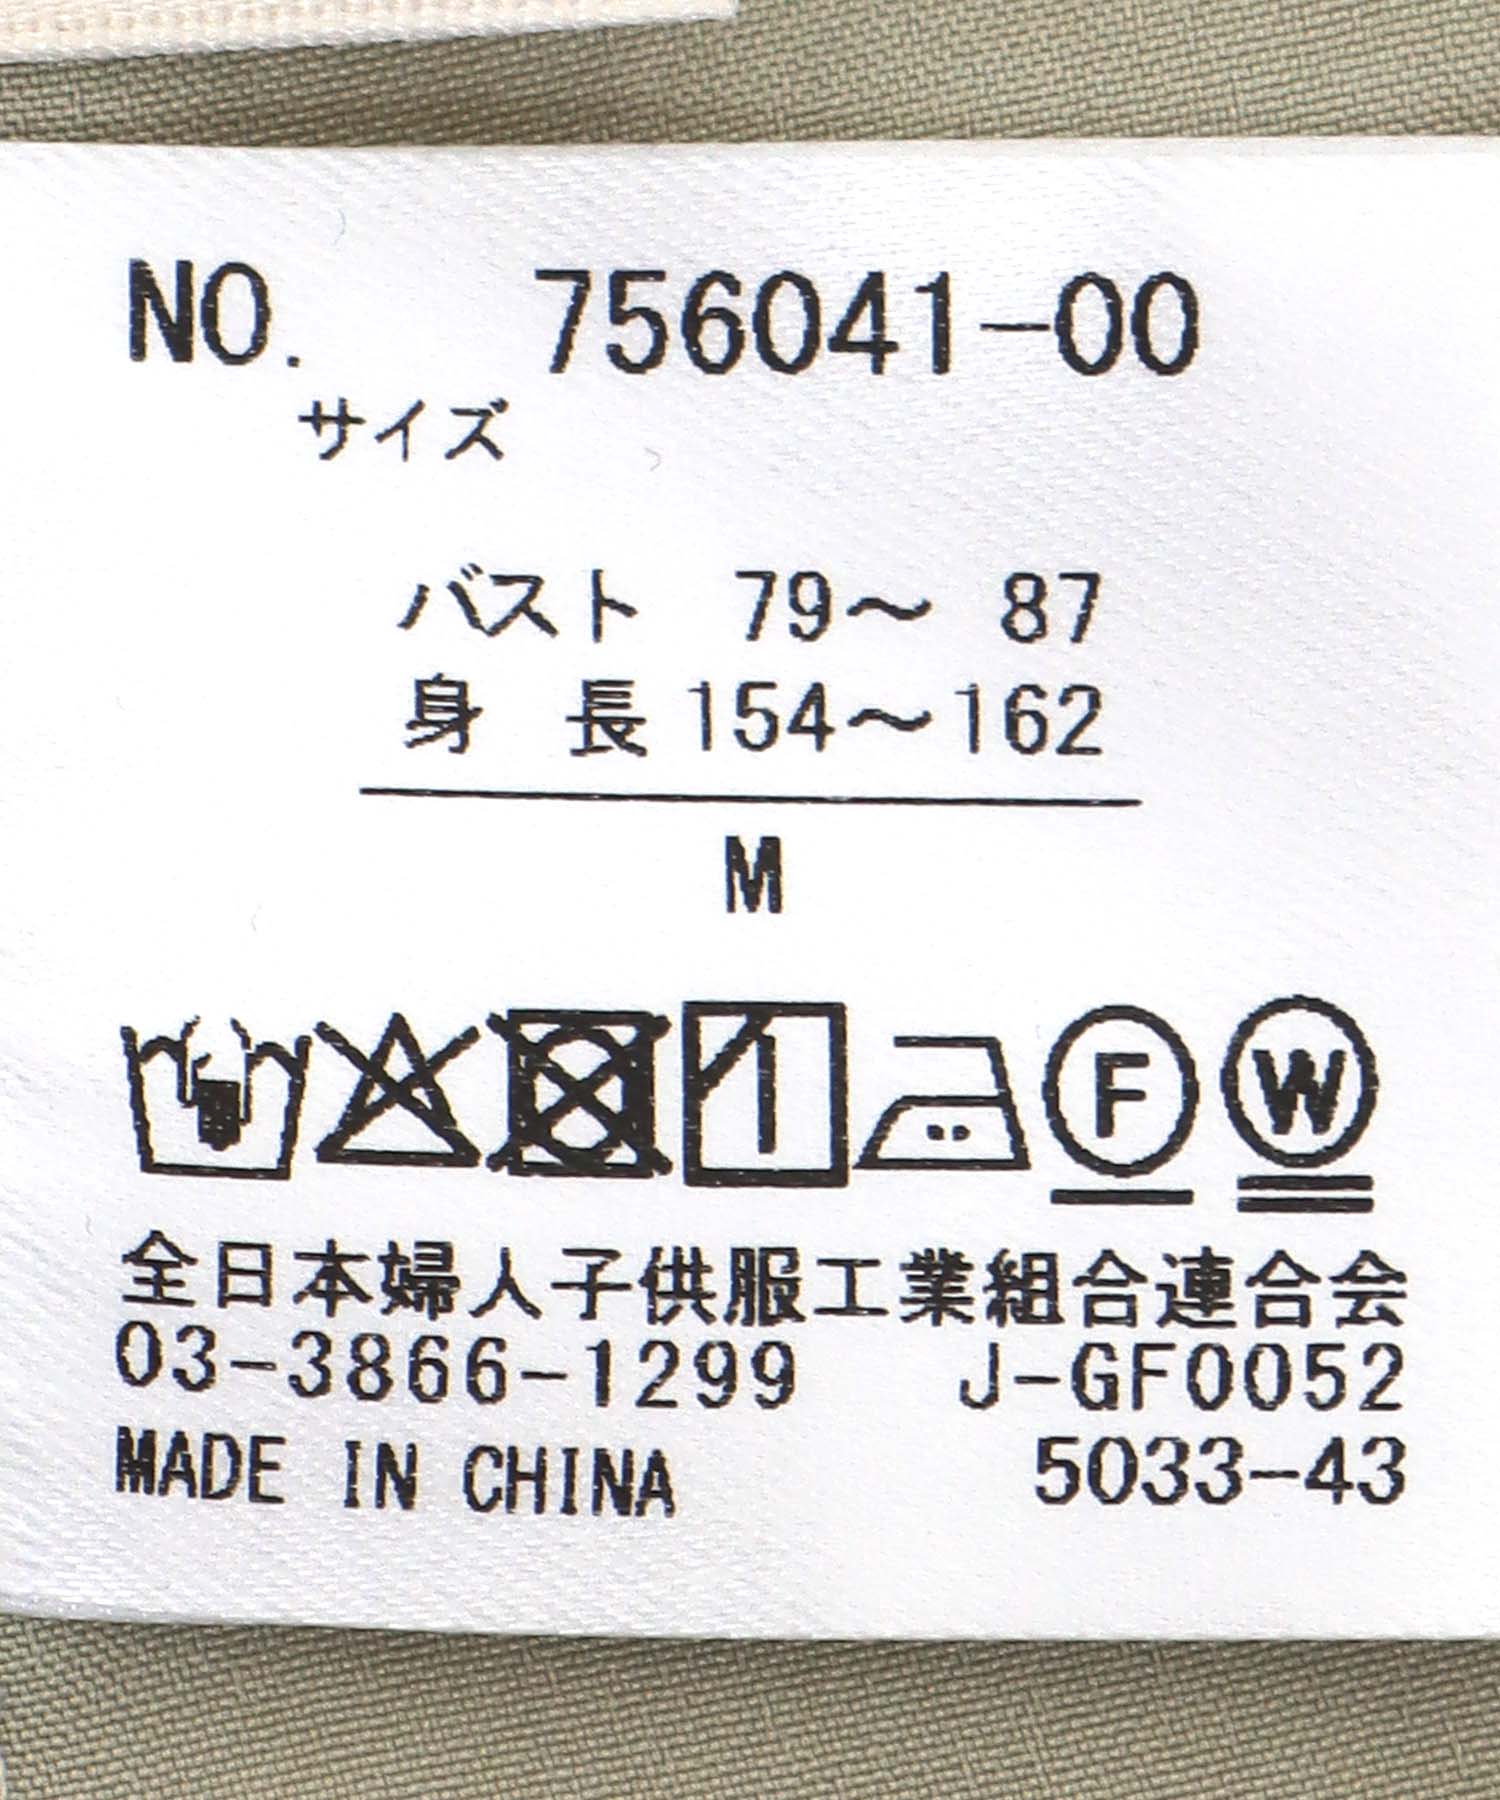 NO. 756041-00
サイズ
バスト 79～ 87
身 長 154～162
M
F W
全日本婦人子供服工業組合連合会
03-3866-1299 J-GF0052
MADE IN CHINA 5033-43